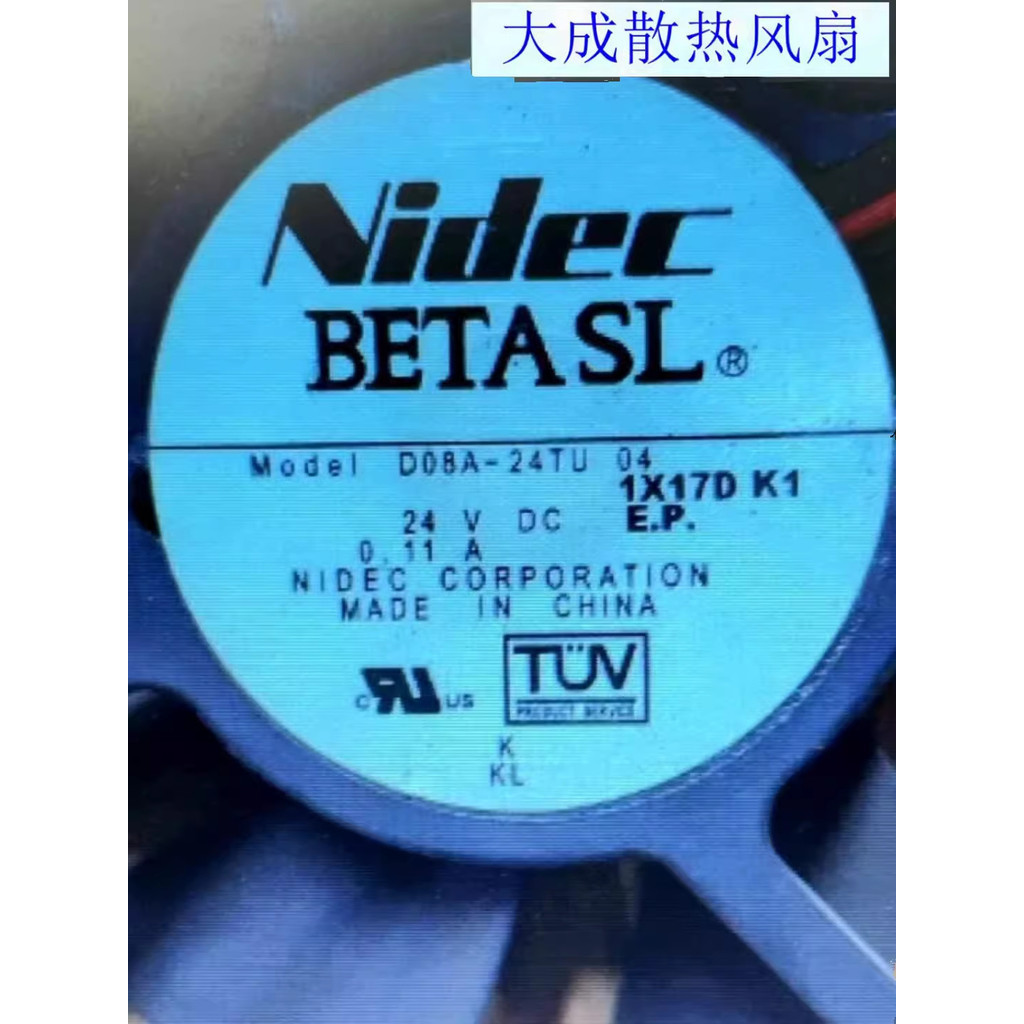 大成散热风扇
Nidec
BETA SL®
Model D08A-24TU 04
1X17D K1
24 V DC E.P.
0.11 A
NIDEC CORPORATION
MADE IN CHINA
c RU US
TÜV
PRODUCT SERVICE
K
KL